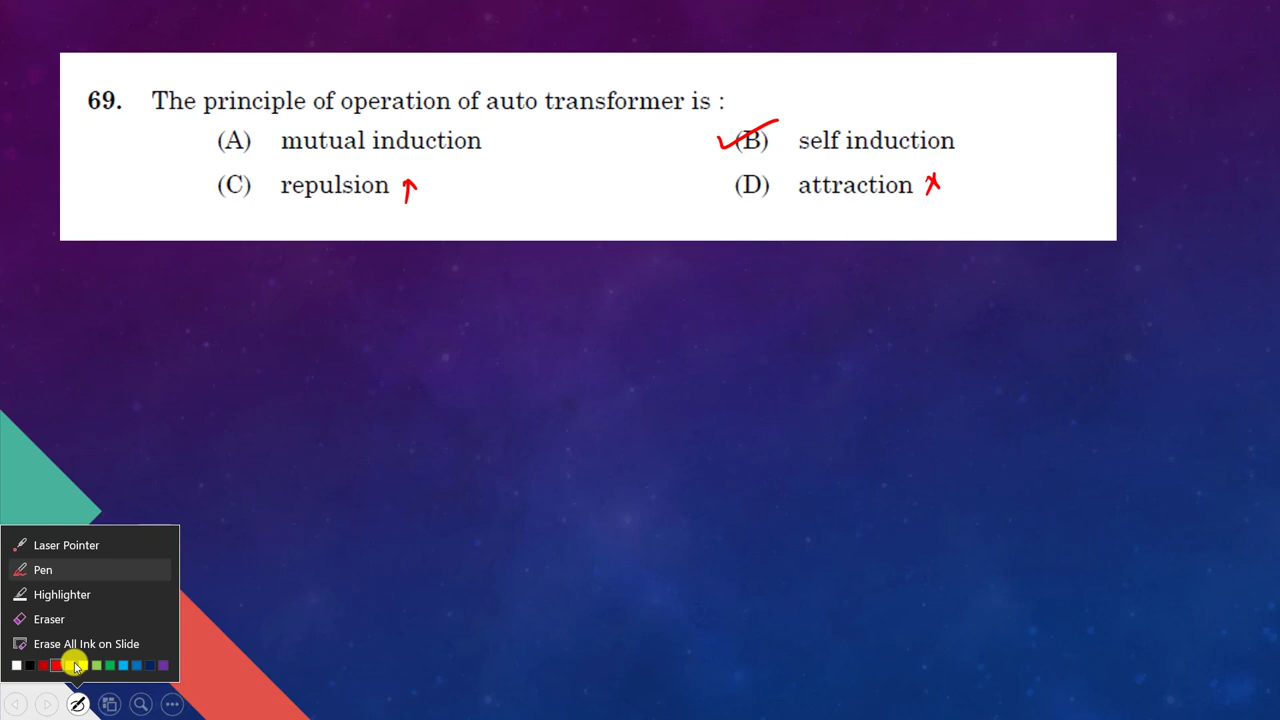 69. The principle of operation of auto transformer is :
(A) mutual induction (B) self induction
(C) repulsion (D) attraction
Laser Pointer
Pen
Highlighter
Eraser
Erase All Ink on Slide